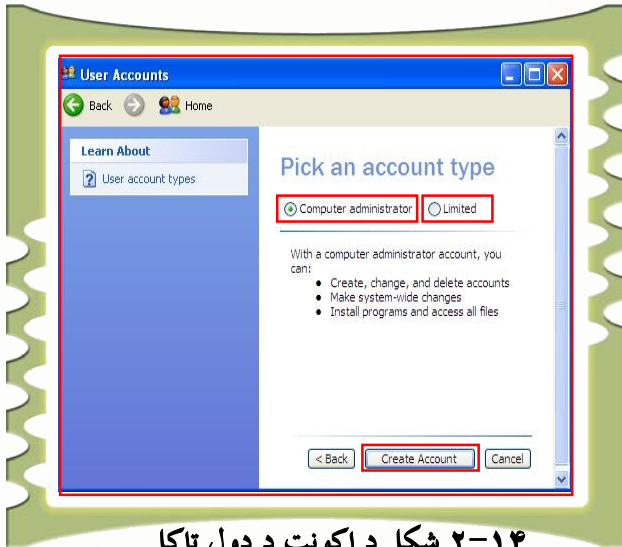 User Accounts
Back Home
Learn About
User account types
Pick an account type
Computer administrator Limited
With a computer administrator account, you
can:
• Create, change, and delete accounts
• Make system-wide changes
• Install programs and access all files
< Back Create Account Cancel
۲-۱۴ شکل د اکونټ د ډول ټاکل